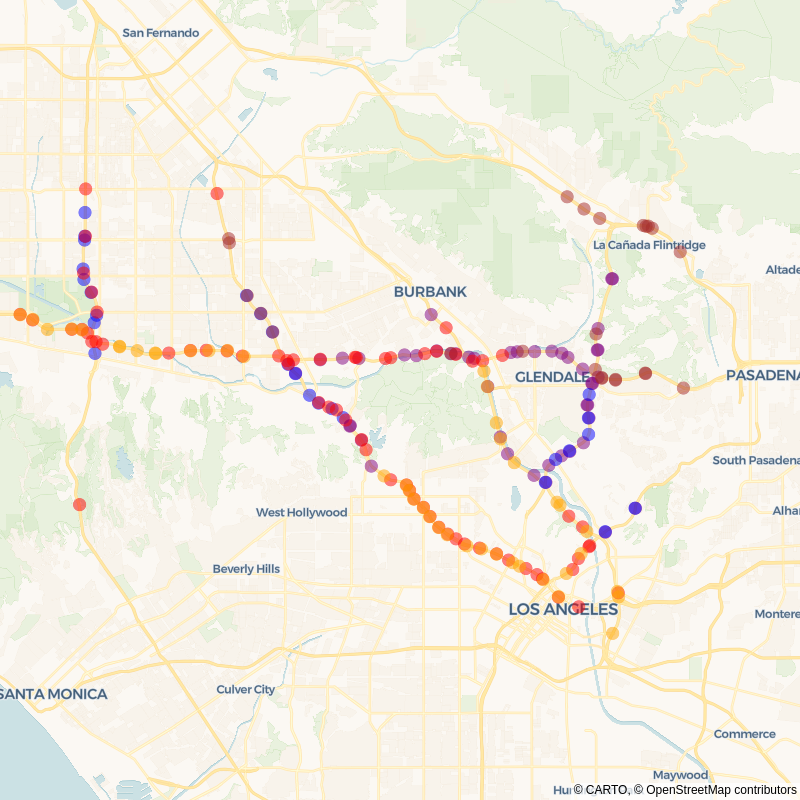 San Fernando
La Cañada Flintridge
Altade
BURBANK
GLENDALE
PASADENA
South Pasadena
West Hollywood
Alha
Beverly Hills
LOS ANGELES
Montere
SANTA MONICA
Culver City
Commerce
Maywood
Hu
© CARTO, © OpenStreetMap contributors